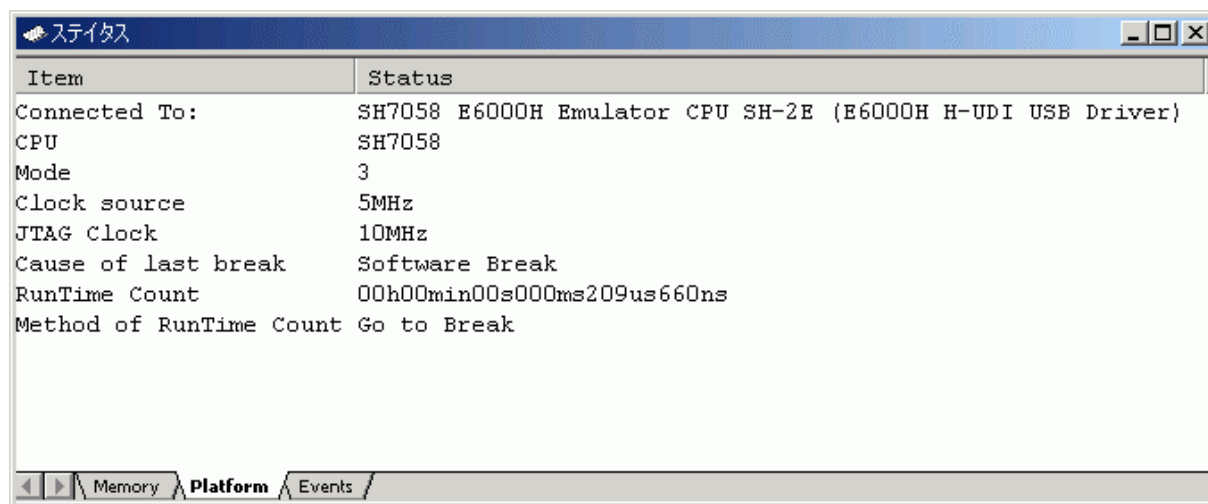 ステイタス
Item Status
Connected To: SH7058 E6000H Emulator CPU SH-2E (E6000H H-UDI USB Driver)
CPU SH7058
Mode 3
Clock source 5MHz
JTAG Clock 10MHz
Cause of last break Software Break
RunTime Count 00h00min00s000ms209us660ns
Method of RunTime Count Go to Break
Memory Platform Events